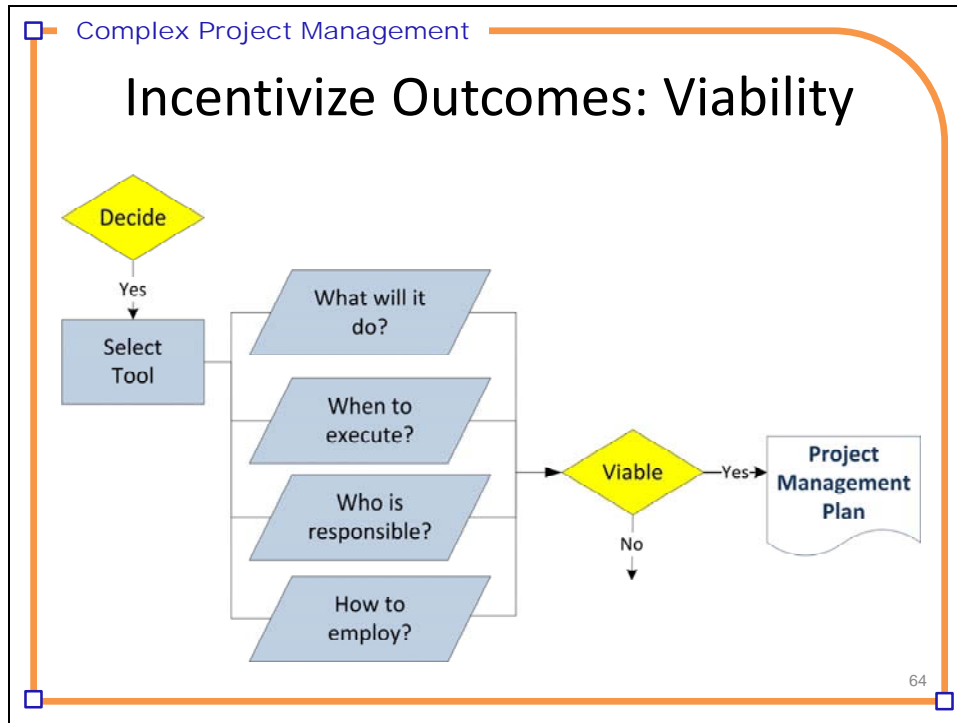 Complex Project Management
Incentivize Outcomes: Viability
Decide
Yes
Select
Tool
What will it
do?
When to
execute?
Who is
responsible?
How to
employ?
Viable
Yes
No
Project
Management
Plan
64